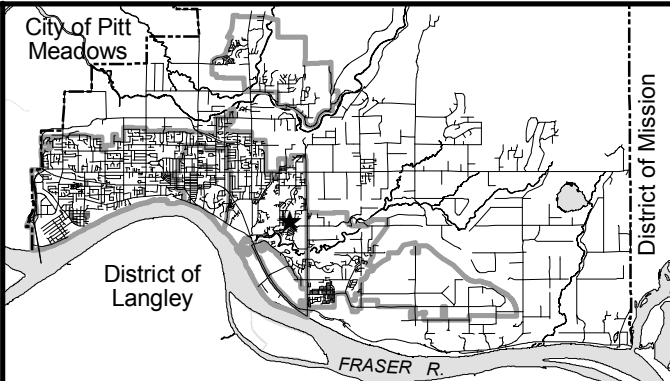 City of Pitt
Meadows
District of Mission
District of
Langley
FRASER R.